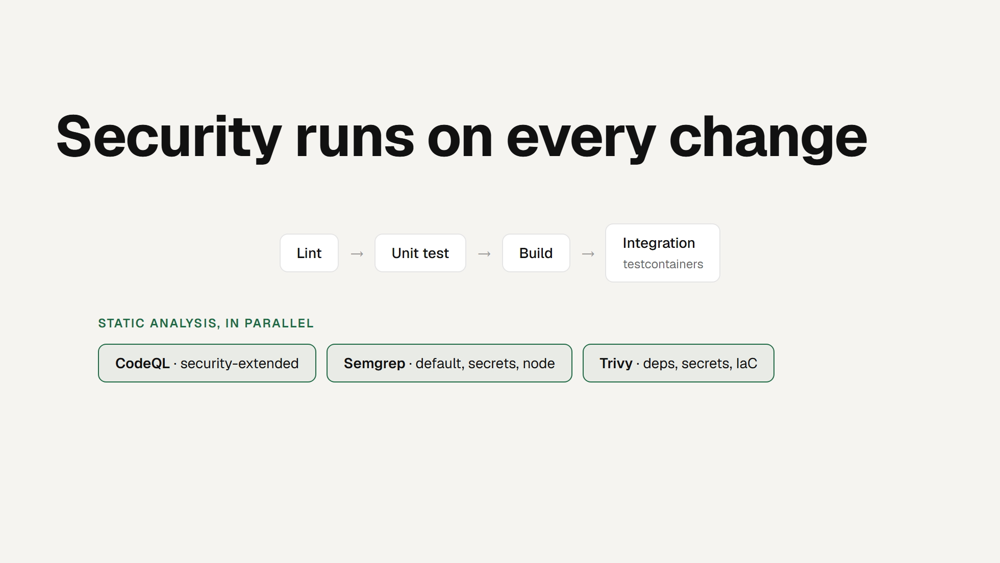 Security runs on every change
Lint → Unit test → Build → Integration
testcontainers
STATIC ANALYSIS, IN PARALLEL
CodeQL · security-extended
Semgrep · default, secrets, node
Trivy · deps, secrets, IaC